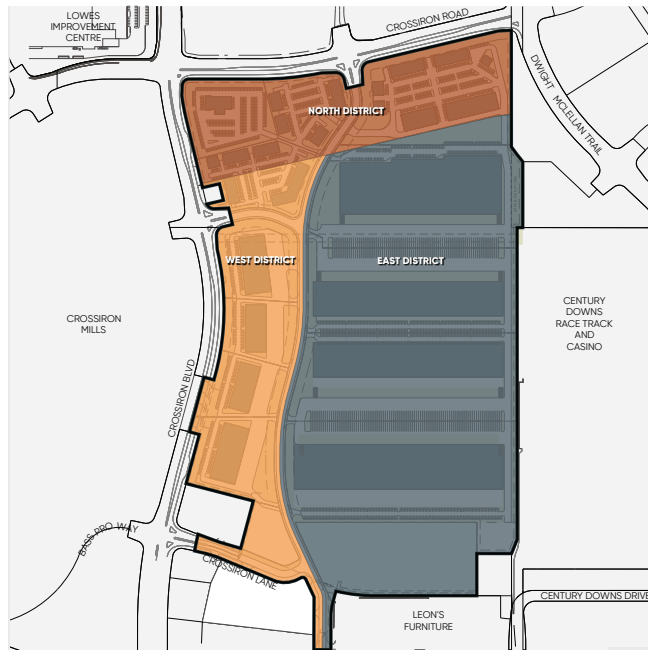 LOWES
IMPROVEMENT
CENTRE
CROSSIRON ROAD
DWIGHT MCLELLAN TRAIL
NORTH DISTRICT
WEST DISTRICT
EAST DISTRICT
CROSSIRON
MILLS
CENTURY
DOWNS
RACE TRACK
AND
CASINO
CROSSIRON BLVD
BASS PRO WAY
CROSSIRON LANE
CENTURY DOWNS DRIVE
LEON'S
FURNITURE